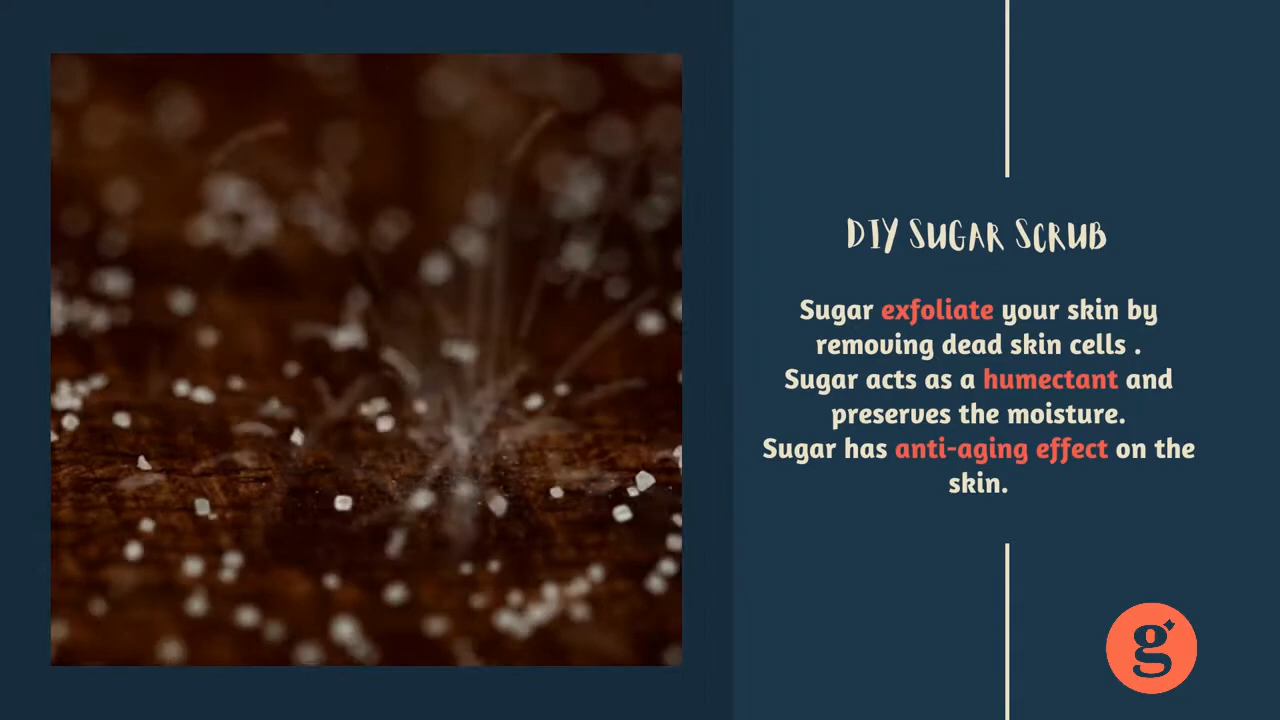 DIY SUGAR SCRUB
Sugar exfoliate your skin by
removing dead skin cells .
Sugar acts as a humectant and
preserves the moisture.
Sugar has anti-aging effect on the
skin.
g